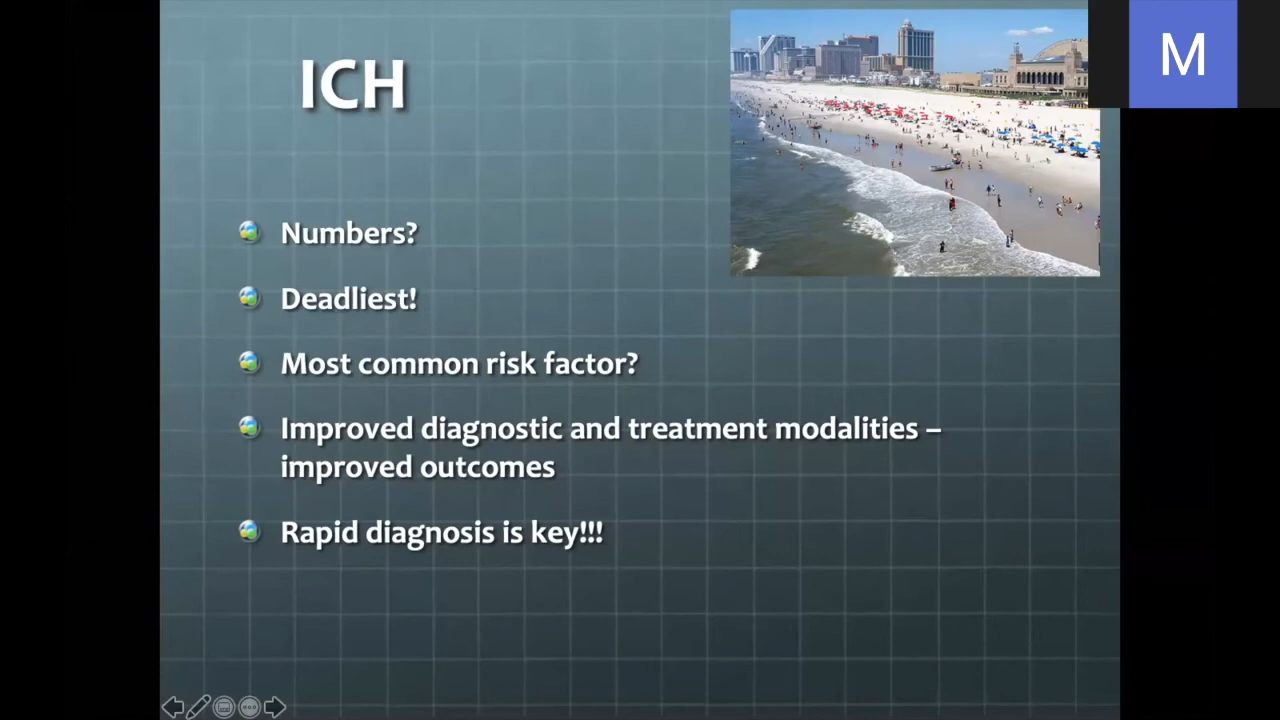 ICH
M
Numbers?
Deadliest!
Most common risk factor?
Improved diagnostic and treatment modalities –
improved outcomes
Rapid diagnosis is key!!!